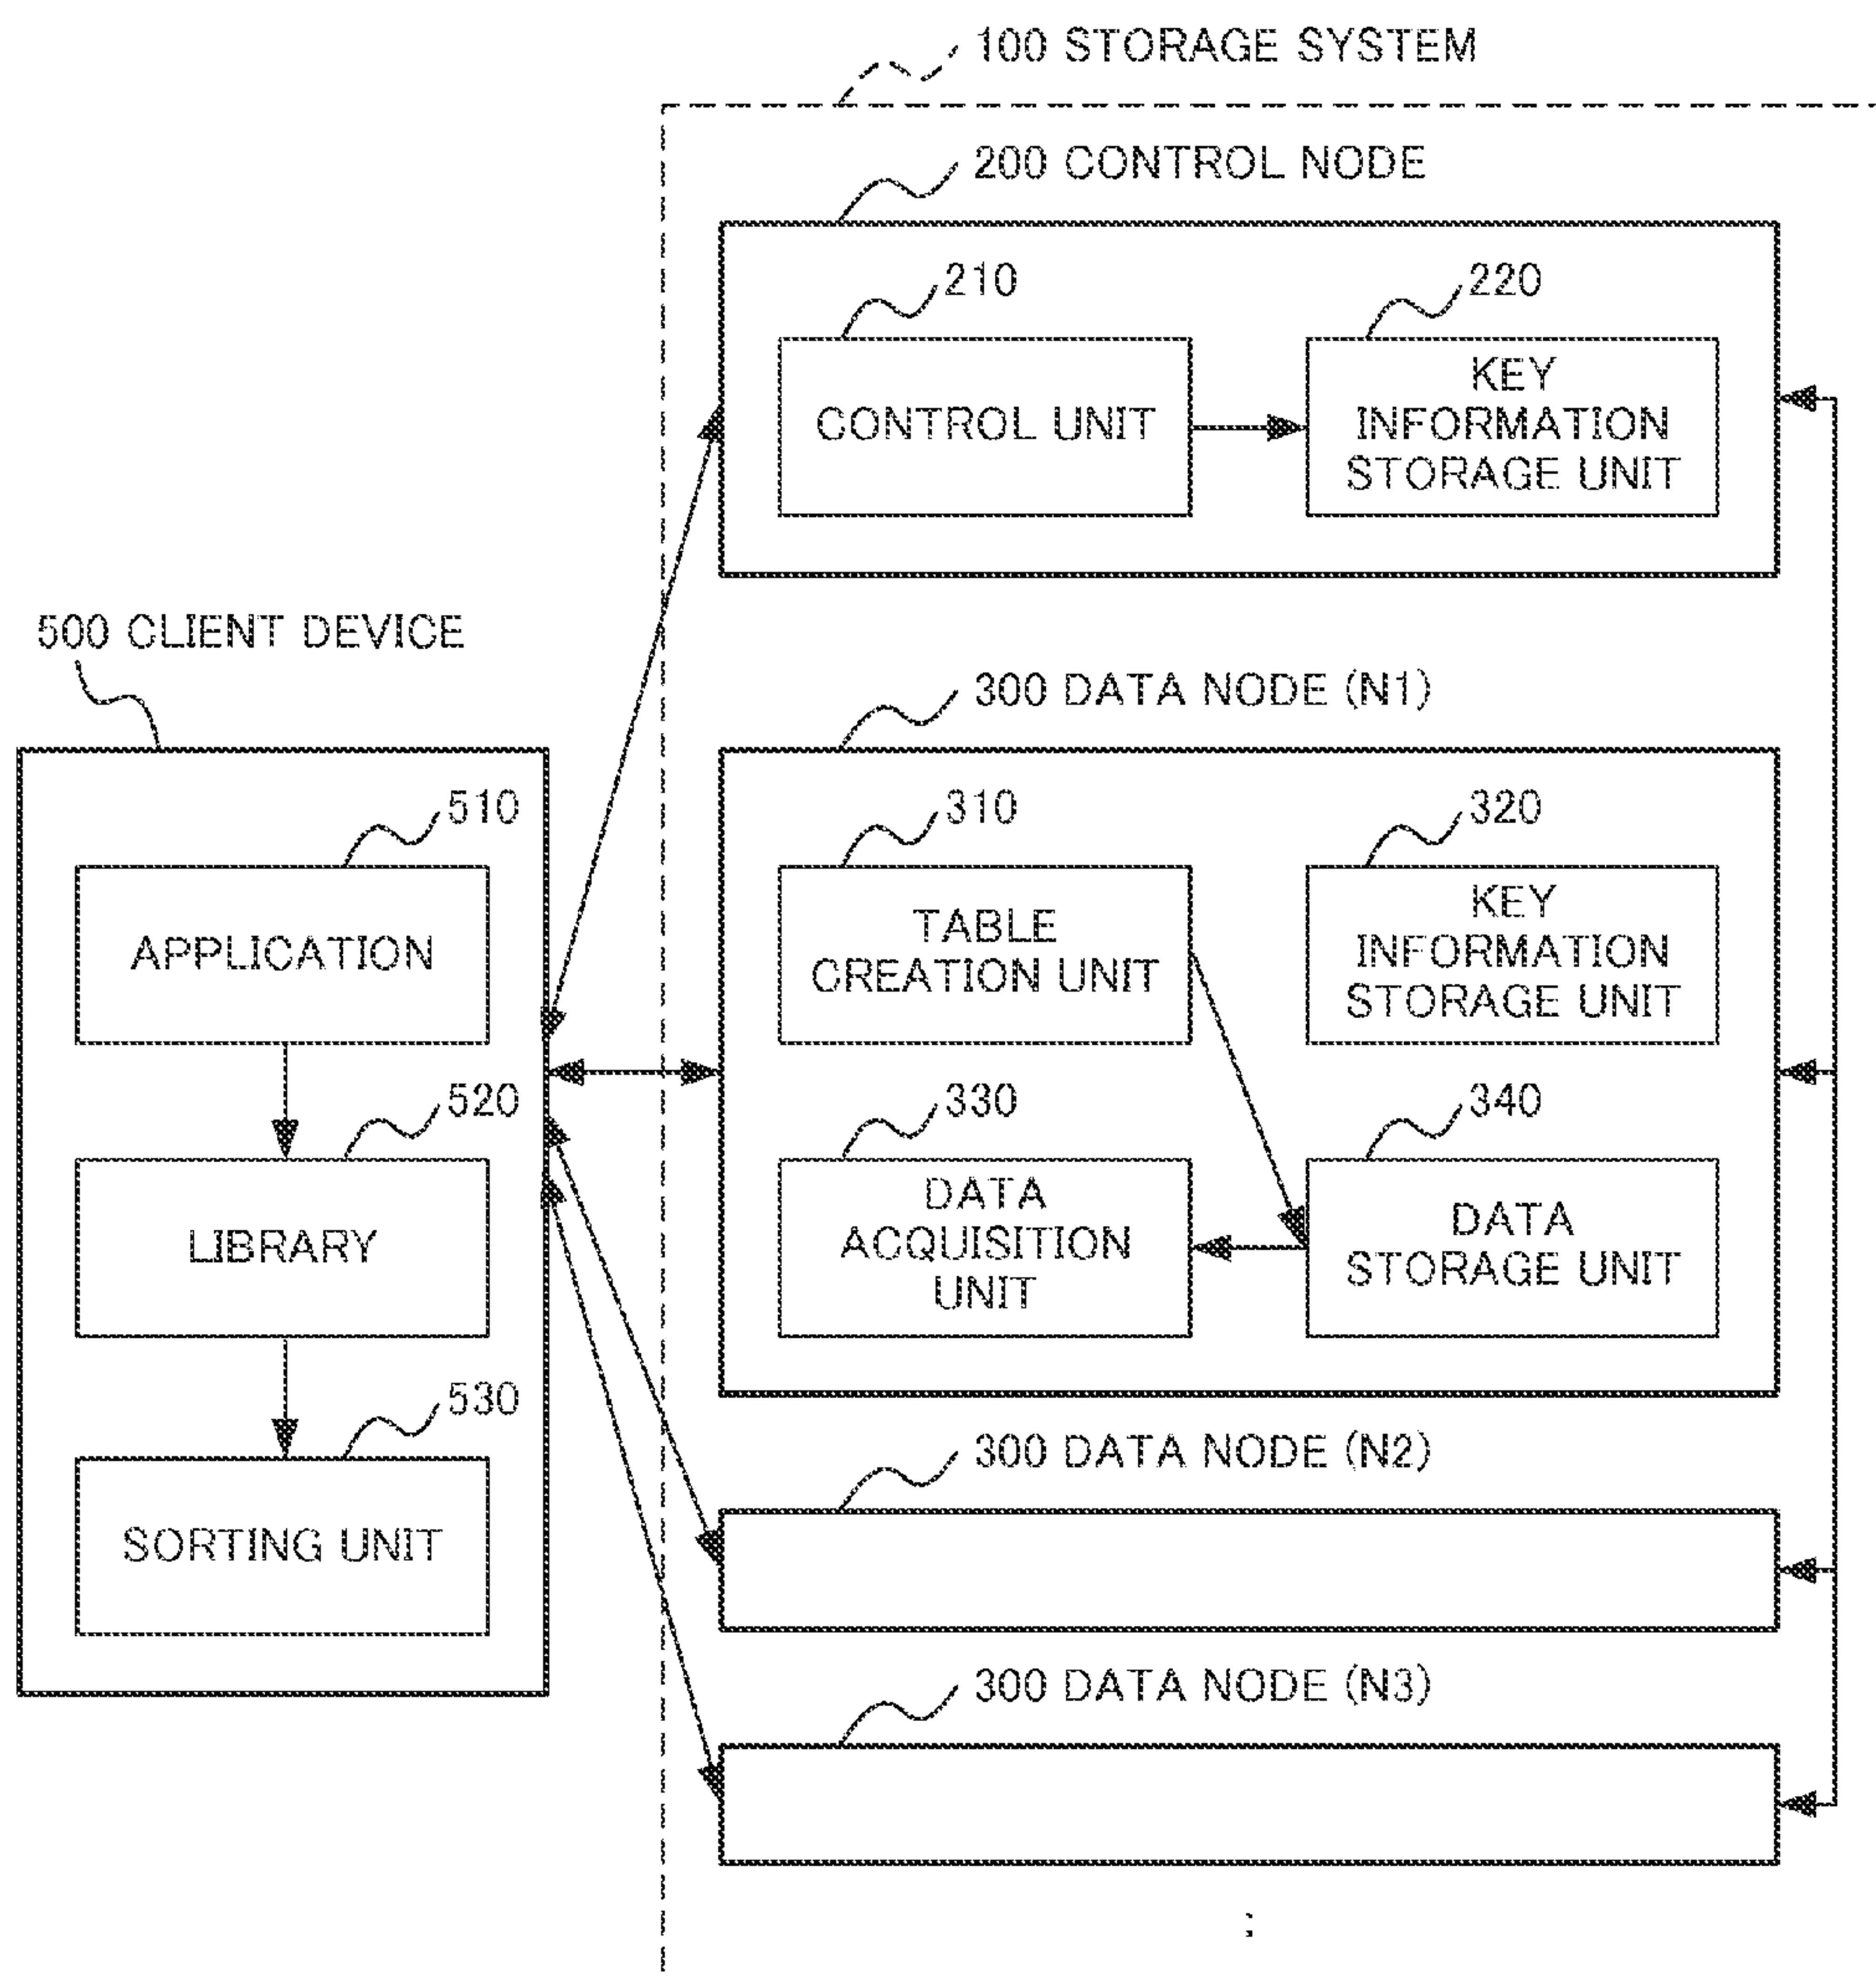 100 STORAGE SYSTEM
200 CONTROL NODE
210
220
CONTROL UNIT
KEY
INFORMATION
STORAGE UNIT
500 CLIENT DEVICE
300 DATA NODE (N1)
510
310
320
APPLICATION
TABLE
CREATION UNIT
KEY
INFORMATION
STORAGE UNIT
520
330
340
LIBRARY
DATA
ACQUISITION
UNIT
DATA
STORAGE UNIT
530
300 DATA NODE (N2)
SORTING UNIT
300 DATA NODE (N3)